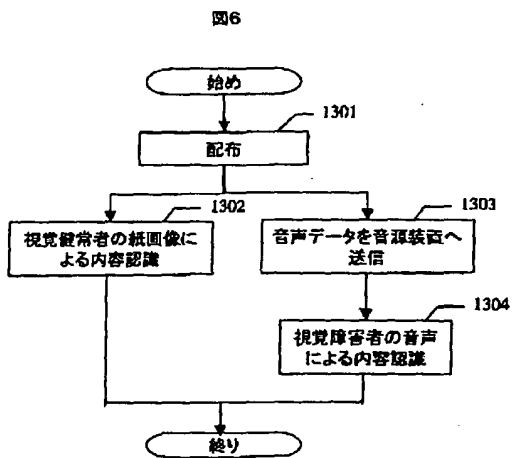 図6
始め
1301
配布
1302
視覚健常者の紙画像に
よる内容認識
1303
音声データを音源装置へ
送信
1304
視覚障害者の音声
による内容認識
終り